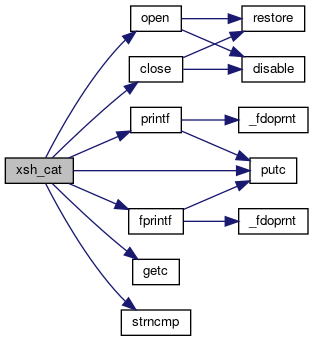 open
restore
close
disable
printf
_fdoprnt
xsh_cat
putc
fprintf
_fdoprnt
getc
strncmp